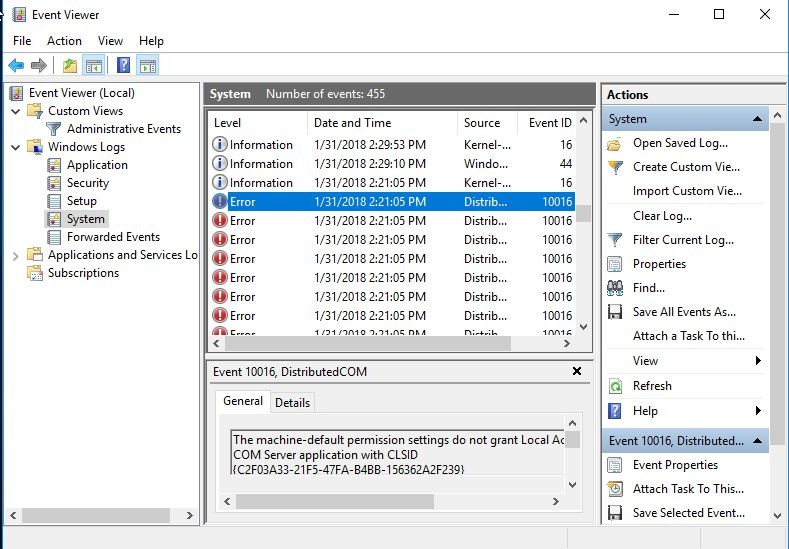 Event Viewer
File Action View Help
Event Viewer (Local)
Custom Views
Administrative Events
Windows Logs
Application
Security
Setup
System
Forwarded Events
Applications and Services Lo
Subscriptions
System Number of events: 455
Level Date and Time Source Event ID
Information 1/31/2018 2:29:53 PM Kernel-... 16
Information 1/31/2018 2:29:10 PM Windo... 44
Information 1/31/2018 2:21:05 PM Kernel-... 16
Error 1/31/2018 2:21:05 PM Distrib... 10016
Error 1/31/2018 2:21:05 PM Distrib... 10016
Error 1/31/2018 2:21:05 PM Distrib... 10016
Error 1/31/2018 2:21:05 PM Distrib... 10016
Error 1/31/2018 2:21:05 PM Distrib... 10016
Error 1/31/2018 2:21:05 PM Distrib... 10016
Error 1/31/2018 2:21:05 PM Distrib... 10016
Error 1/31/2018 2:21:05 PM Distrib... 10016
Event 10016, DistributedCOM
General Details
The machine-default permission settings do not grant Local Ac
COM Server application with CLSID
{C2F03A33-21F5-47FA-B4BB-156362A2F239}
Actions
System
Open Saved Log...
Create Custom Vie...
Import Custom Vie...
Clear Log...
Filter Current Log...
Properties
Find...
Save All Events As...
Attach a Task To thi...
View
Refresh
Help
Event 10016, Distributed...
Event Properties
Attach Task To This...
Save Selected Event...